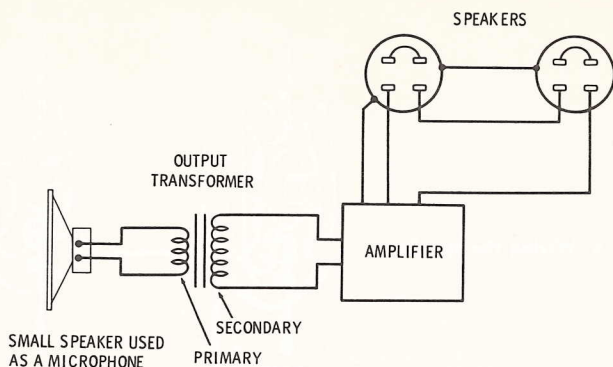 SPEAKERS
OUTPUT
TRANSFORMER
AMPLIFIER
SECONDARY
SMALL SPEAKER USED
AS A MICROPHONE
PRIMARY